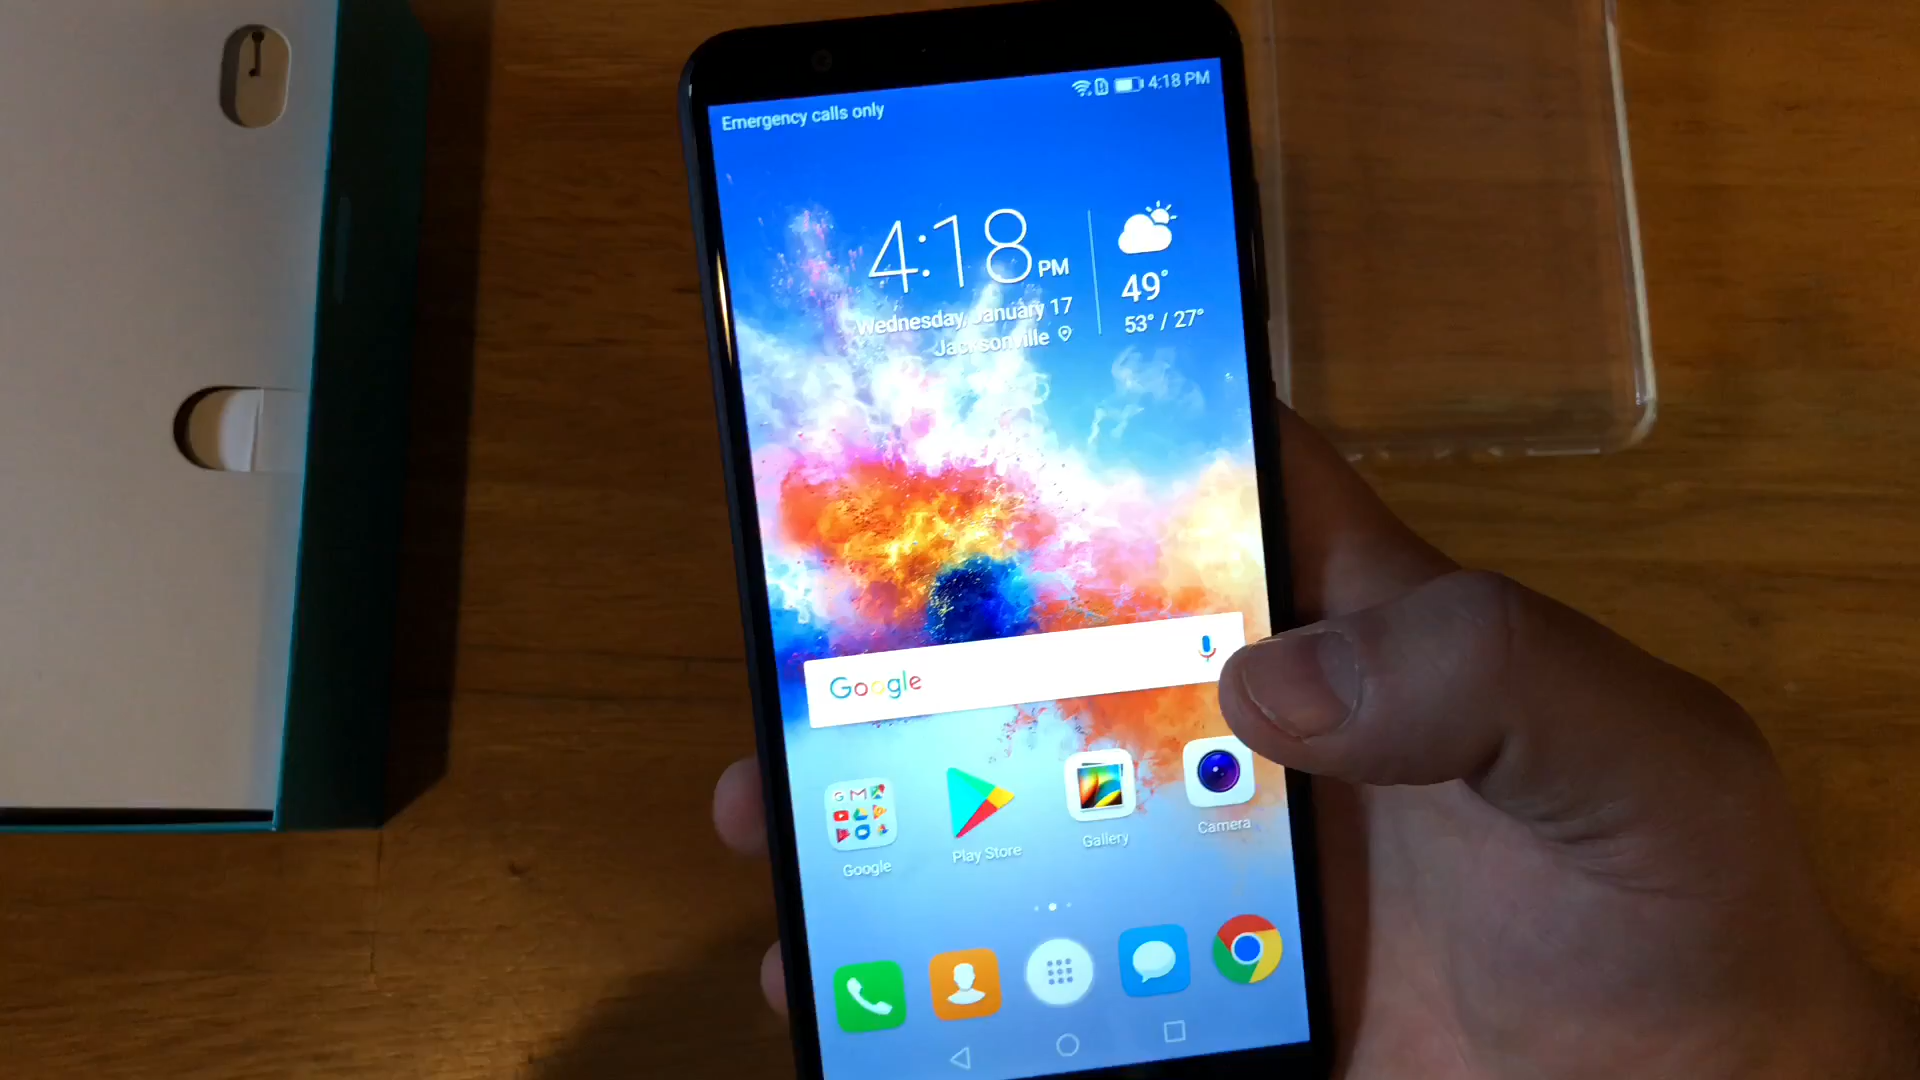 4:18 PM
Emergency calls only
4:18 PM
Wednesday, January 17
Jacksonville
49°
53° / 27°
Google
Google
Play Store
Gallery
Camera